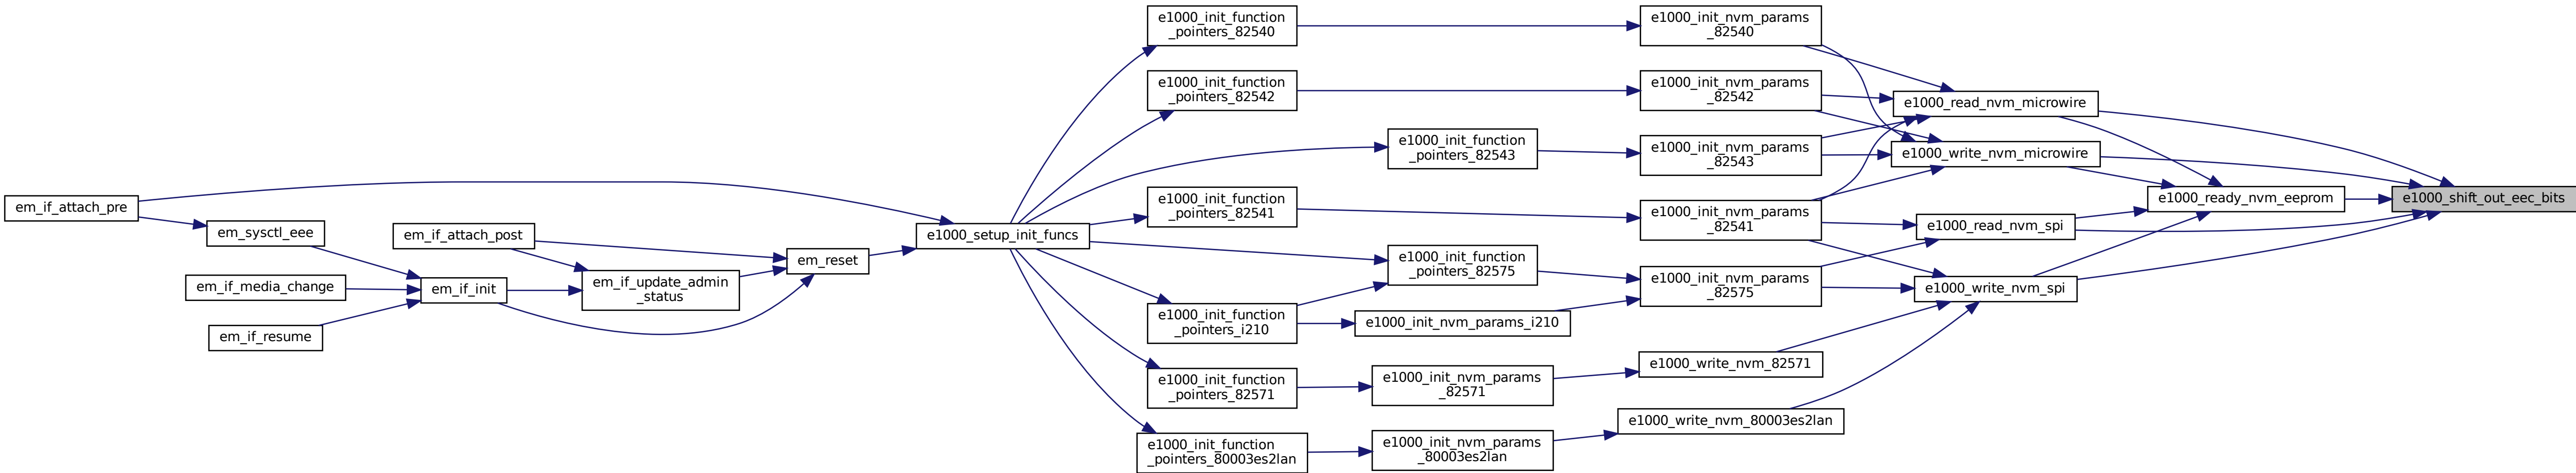 em_if_attach_pre
em_sysctl_eee
em_if_media_change
em_if_resume
em_if_attach_post
em_if_init
em_if_update_admin
_status
em_reset
e1000_setup_init_funcs
e1000_init_function
_pointers_82540
e1000_init_function
_pointers_82542
e1000_init_function
_pointers_82543
e1000_init_function
_pointers_82541
e1000_init_function
_pointers_82575
e1000_init_function
_pointers_i210
e1000_init_function
_pointers_82571
e1000_init_function
_pointers_80003es2lan
e1000_init_nvm_params_i210
e1000_init_nvm_params
_82571
e1000_init_nvm_params
_80003es2lan
e1000_init_nvm_params
_82540
e1000_init_nvm_params
_82542
e1000_init_nvm_params
_82543
e1000_init_nvm_params
_82541
e1000_init_nvm_params
_82575
e1000_write_nvm_82571
e1000_write_nvm_80003es2lan
e1000_read_nvm_microwire
e1000_write_nvm_microwire
e1000_read_nvm_spi
e1000_write_nvm_spi
e1000_ready_nvm_eeprom
e1000_shift_out_eec_bits